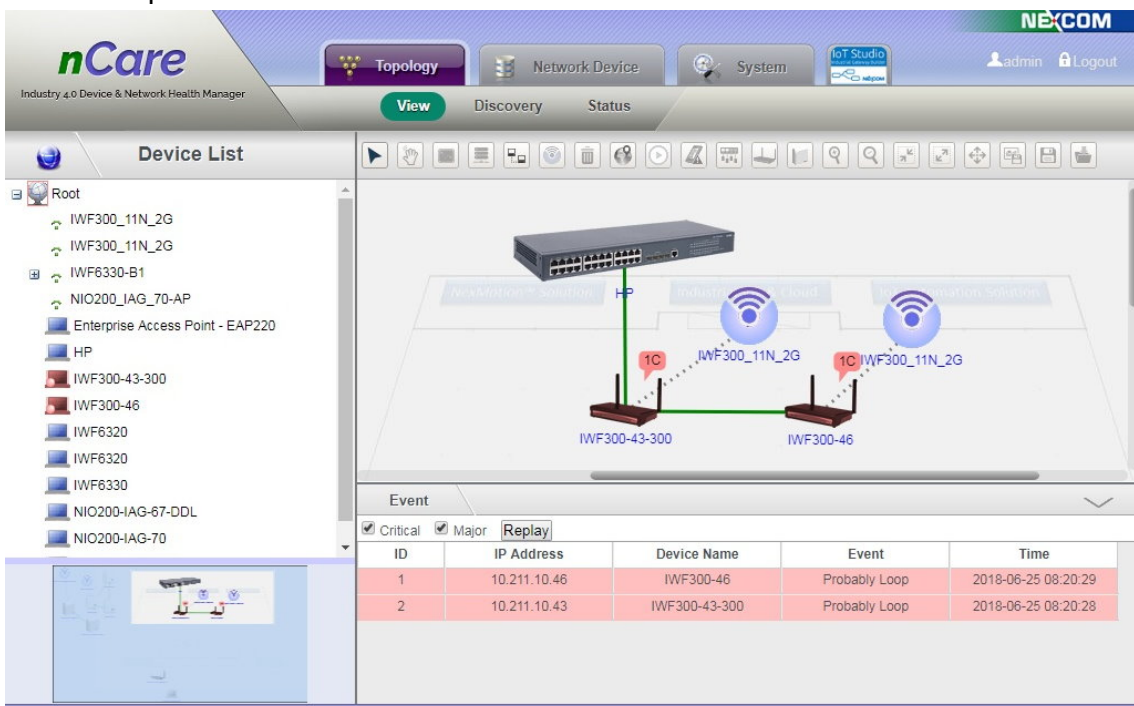 NEXCOM
nCare
Industry 4.0 Device & Network Health Manager
Topology
Network Device
System
IoT Studio
admin
Logout
View
Discovery
Status
Device List
Root
IWF300_11N_2G
IWF300_11N_2G
IWF6330-B1
NIO200_IAG_70-AP
Enterprise Access Point - EAP220
HP
IWF300-43-300
IWF300-46
IWF6320
IWF6320
IWF6330
NIO200-IAG-67-DDL
NIO200-IAG-70
HP
IWF300_11N_2G
IWF300_11N_2G
1C
1C
IWF300-43-300
IWF300-46
Event
Critical Major Replay
ID IP Address Device Name Event Time
1 10.211.10.46 IWF300-46 Probably Loop 2018-06-25 08:20:29
2 10.211.10.43 IWF300-43-300 Probably Loop 2018-06-25 08:20:28